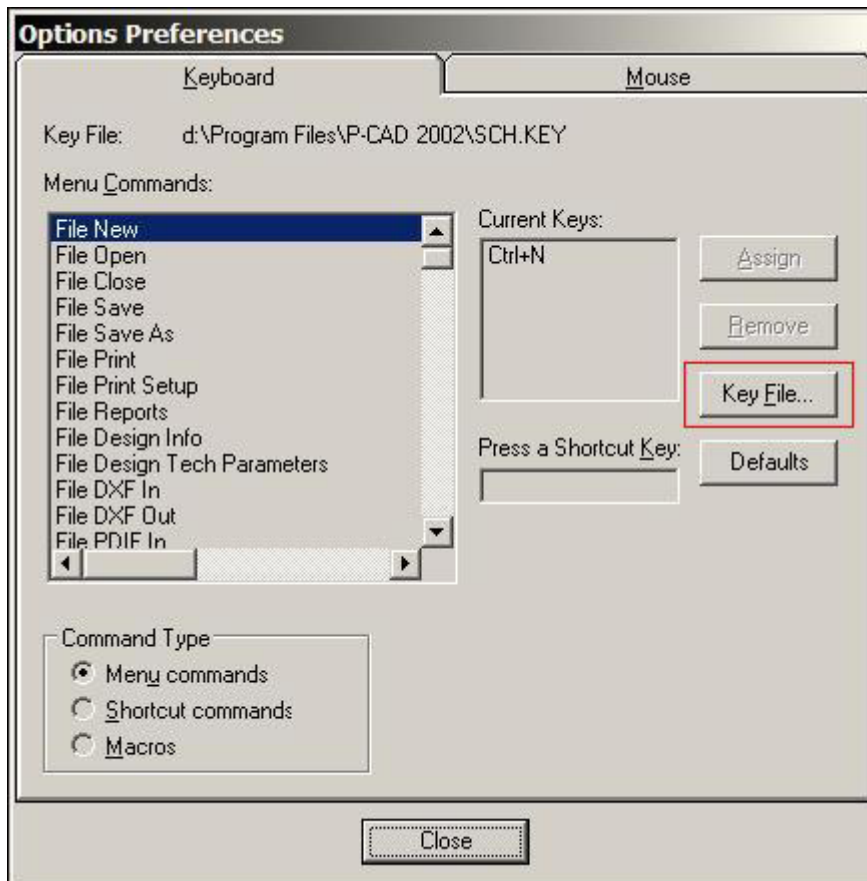 Options Preferences
Keyboard
Mouse
Key File: d:\Program Files\P-CAD 2002\SCH.KEY
Menu Commands:
File New
File Open
File Close
File Save
File Save As
File Print
File Print Setup
File Reports
File Design Info
File Design Tech Parameters
File DXF In
File DXF Out
File PDIF In
Current Keys:
Ctrl+N
Press a Shortcut Key:
Assign
Remove
Key File...
Defaults
Command Type
Menu commands
Shortcut commands
Macros
Close